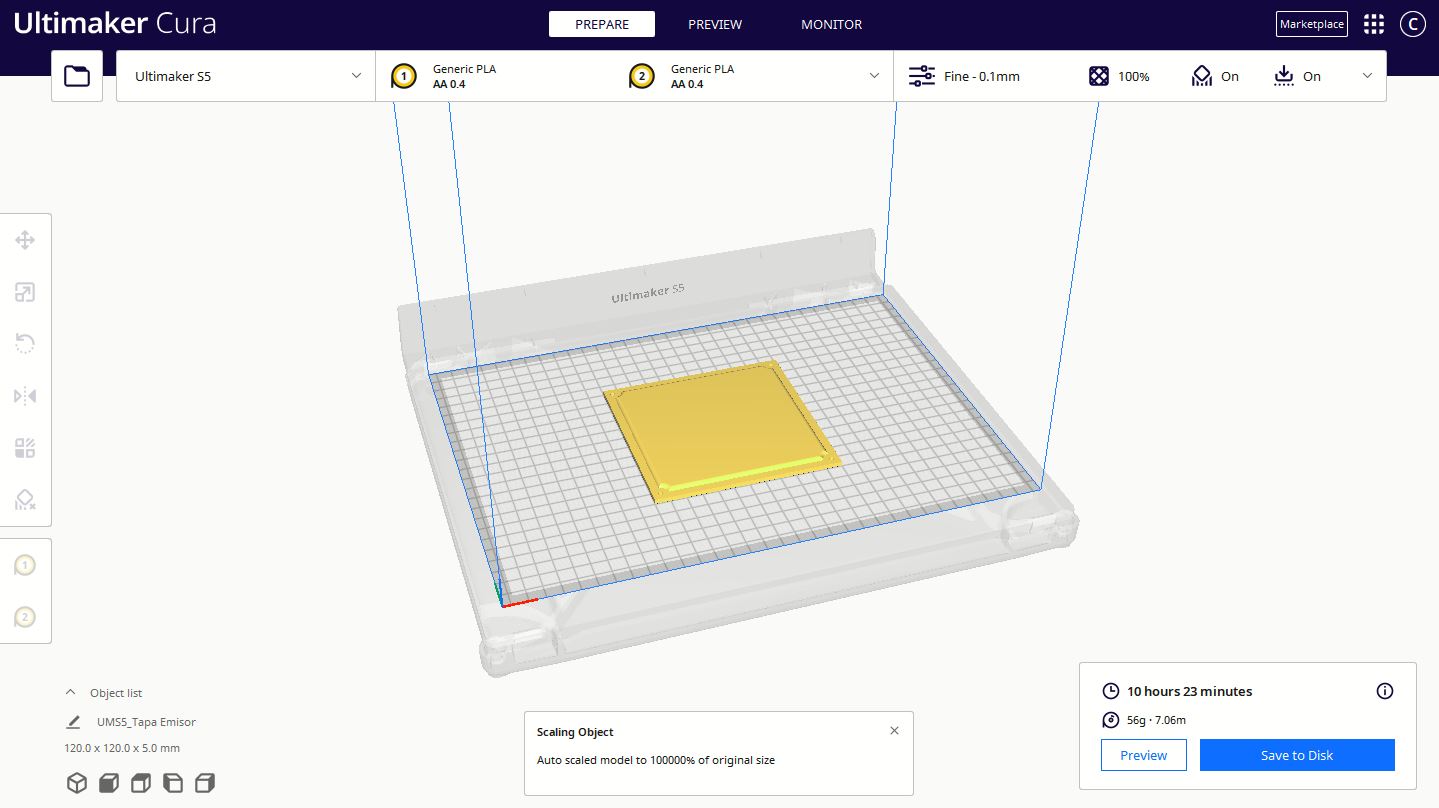 Ultimaker Cura
PREPARE
PREVIEW
MONITOR
Marketplace
C
Ultimaker S5
1
Generic PLA
AA 0.4
2
Generic PLA
AA 0.4
Fine - 0.1mm
100%
On
On
Ultimaker S5
1
2
Object list
UMS5_Tapa Emisor
120.0 x 120.0 x 5.0 mm
Scaling Object
Auto scaled model to 100000% of original size
10 hours 23 minutes
56g · 7.06m
Preview
Save to Disk